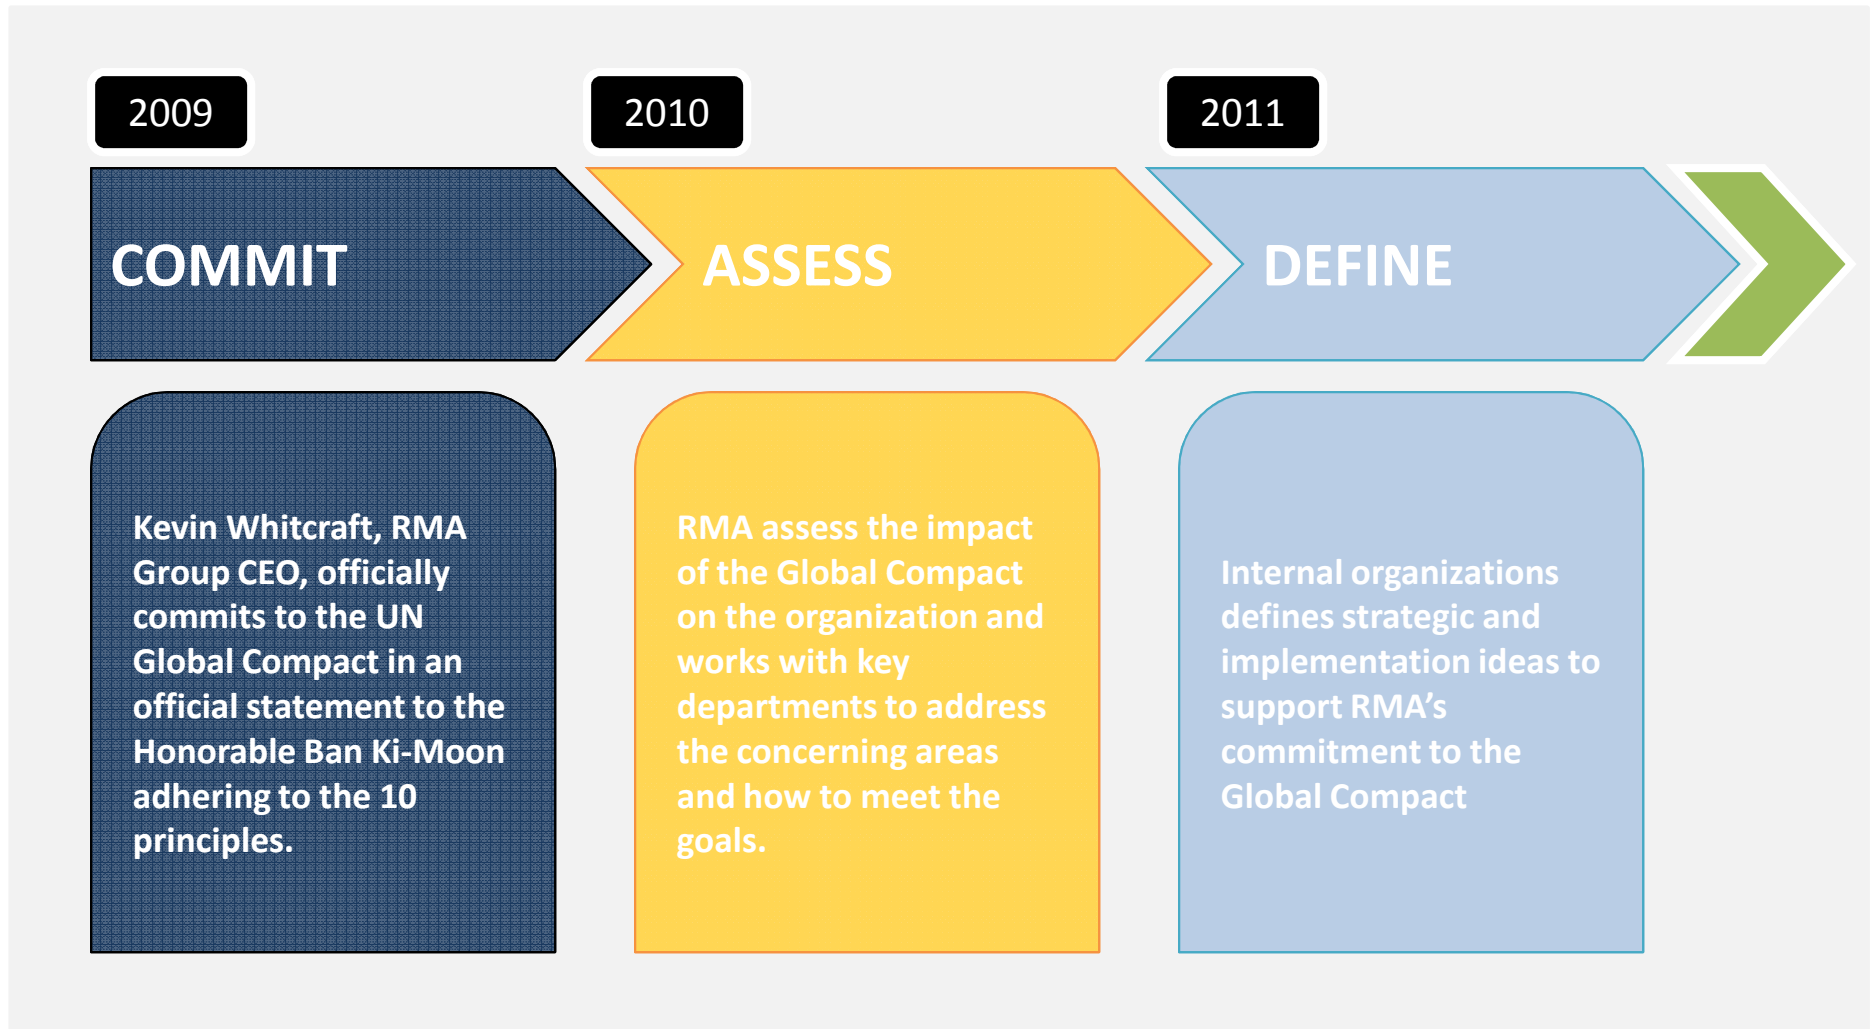 2009
2010
2011
COMMIT
ASSESS
DEFINE
Kevin Whitcraft, RMA
Group CEO, officially
commits to the UN
Global Compact in an
official statement to the
Honorable Ban Ki-Moon
adhering to the 10
principles.
RMA assess the impact
of the Global Compact
on the organization and
works with key
departments to address
the concerning areas
and how to meet the
goals.
Internal organizations
defines strategic and
implementation ideas to
support RMA’s
commitment to the
Global Compact